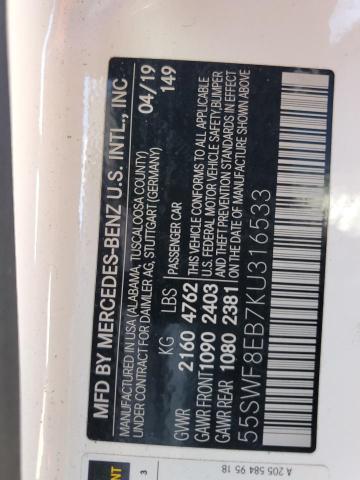 MFD BY MERCEDES-BENZ U.S. INTL., INC.
MANUFACTURED IN USA (ALABAMA, TUSCALOOSA COUNTY)
UNDER CONTRACT FOR DAIMLER AG, STUTTGART (GERMANY)
04/19
149
KG LBS
PASSENGER CAR
GVWR 2160 4762
GAWR FRONT 1090 2403
GAWR REAR 1080 2381
THIS VEHICLE CONFORMS TO ALL APPLICABLE
U.S. FEDERAL MOTOR VEHICLE SAFETY, BUMPER
AND THEFT PREVENTION STANDARDS IN EFFECT
ON THE DATE OF MANUFACTURE SHOWN ABOVE
55SWF8EB7KU316533
A 205 584 95 18
3